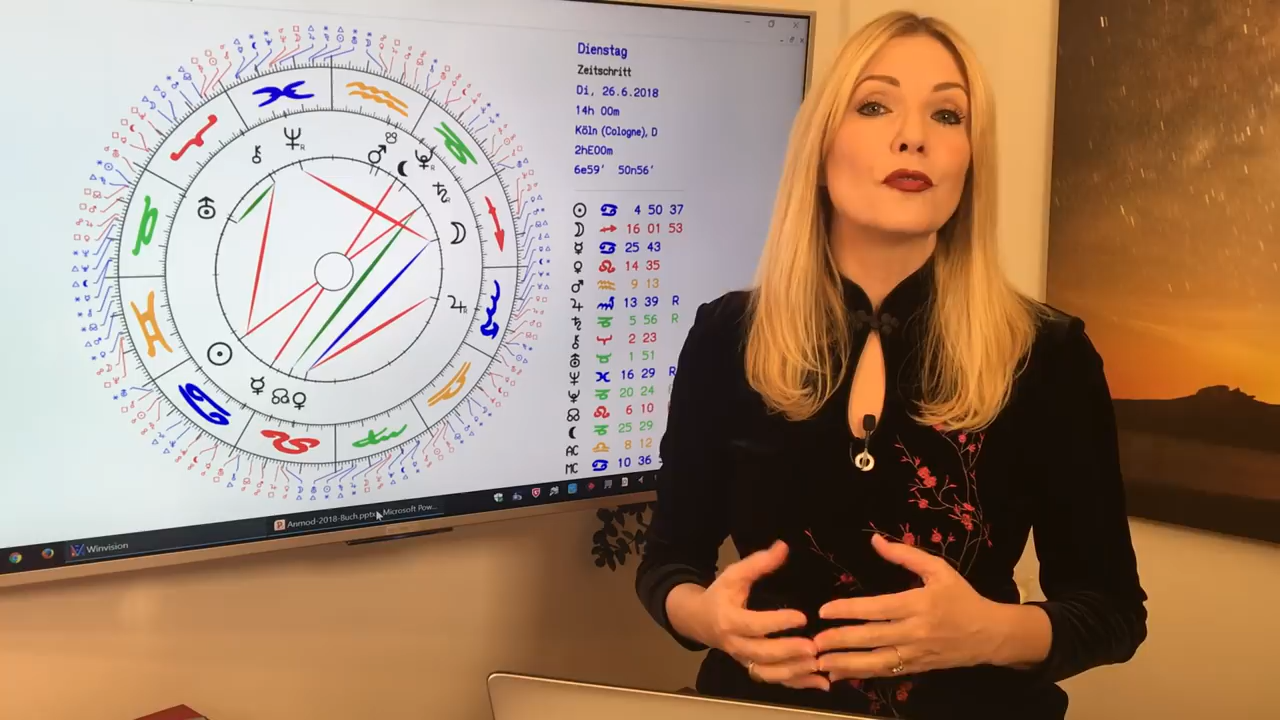 Dienstag
Zeitschritt
Di, 26.6.2018
14h 00m
Köln (Cologne), D
2hE00m
6e59' 50n56'
4 50 37
16 01 53
25 43
14 35
9 13
13 39 R
5 56 R
2 23
1 51
16 29 R
20 24
6 10
25 29
AC 8 12
MC 10 36
Anmod-2018-Buch.pptx Microsoft Pow...
Winvision